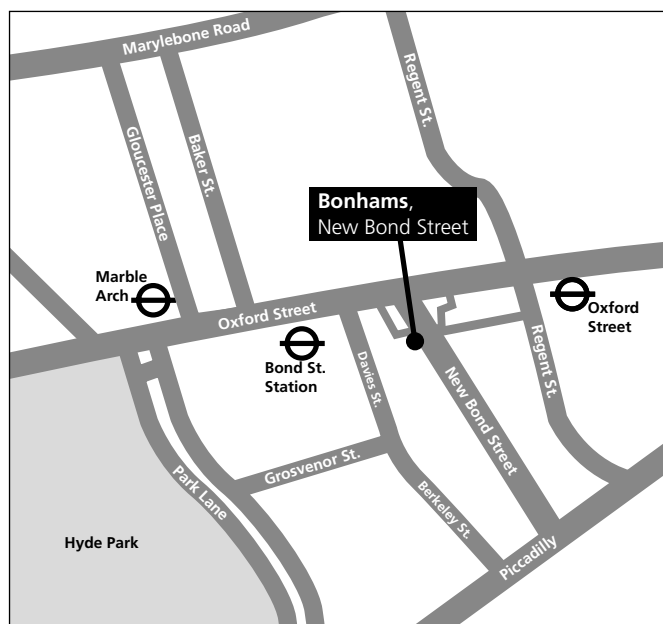 Marylebone Road
Regent St.
Gloucester Place
Baker St.
Bonhams,
New Bond Street
Marble
Arch
Oxford Street
Oxford
Street
Bond St.
Station
Davies St.
New Bond Street
Regent St.
Grosvenor St.
Park Lane
Berkeley St.
Hyde Park
Piccadilly